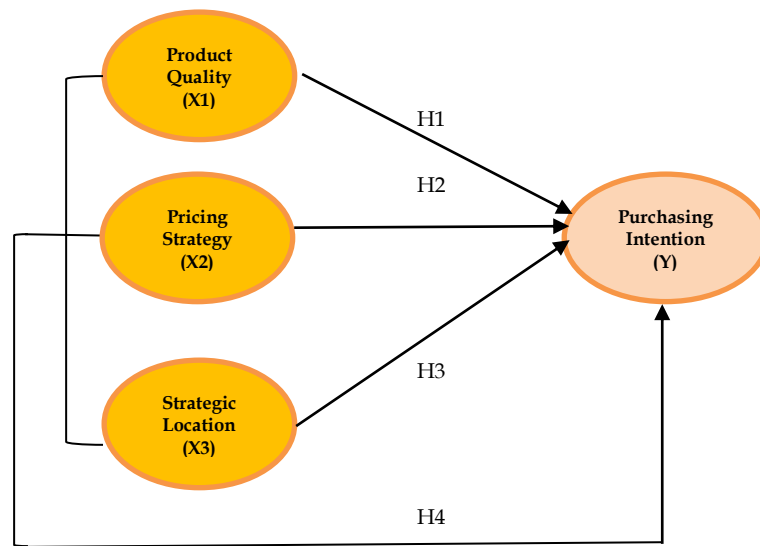 Product
Quality
(X1)
H1
H2
Pricing
Strategy
(X2)
Purchasing
Intention
(Y)
H3
Strategic
Location
(X3)
H4